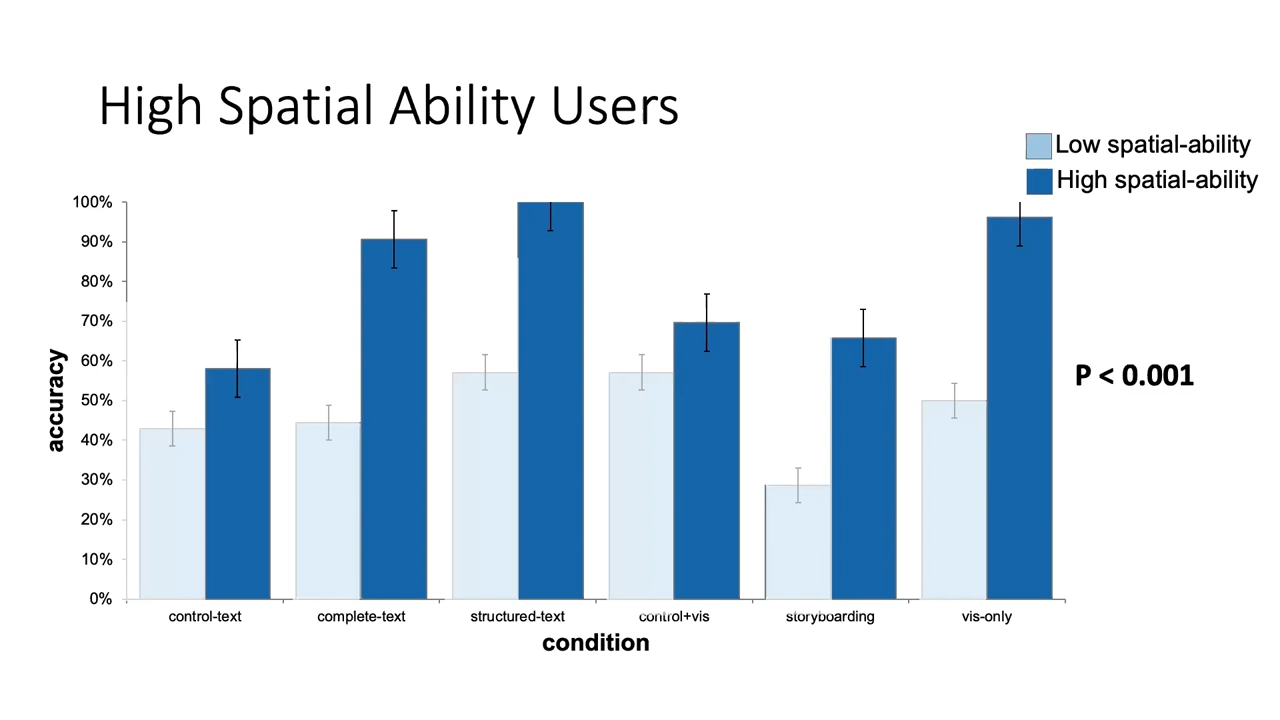 High Spatial Ability Users
Low spatial-ability
High spatial-ability
100%
90%
80%
70%
60%
50%
40%
30%
20%
10%
0%
accuracy
P < 0.001
control-text
complete-text
structured-text
control+vis
storyboarding
vis-only
condition